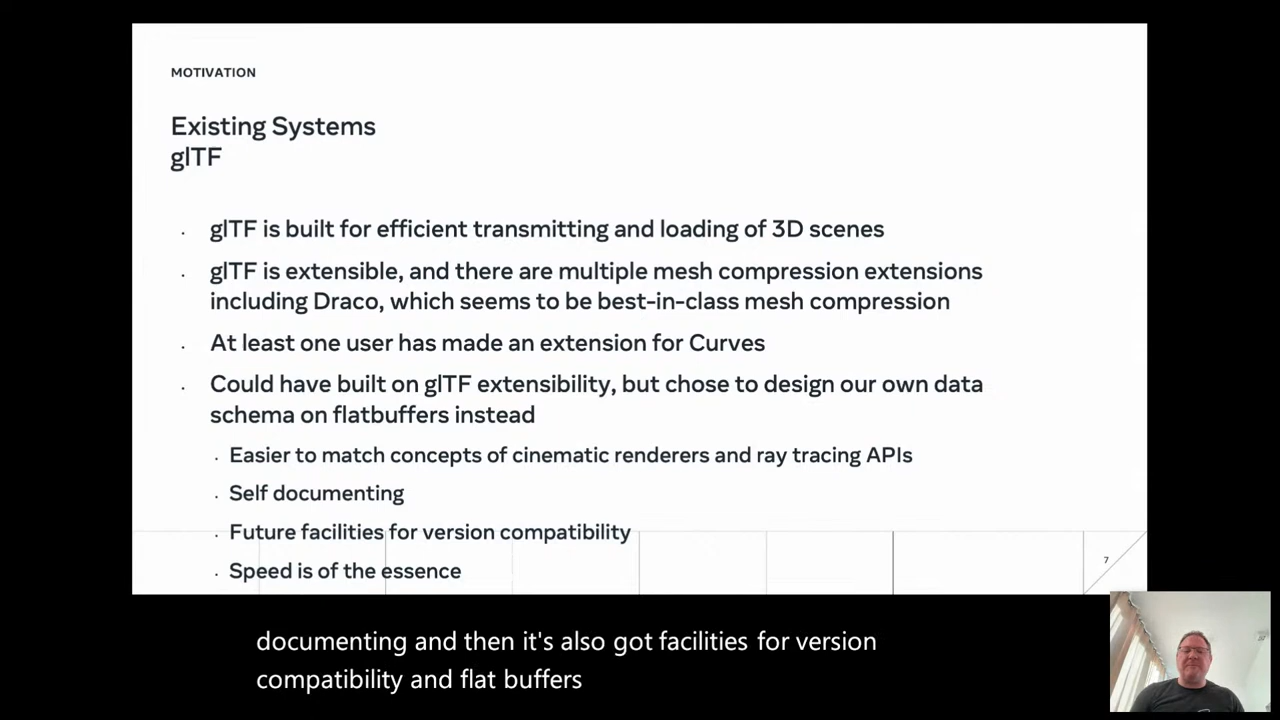 MOTIVATION
Existing Systems
glTF
· glTF is built for efficient transmitting and loading of 3D scenes
· glTF is extensible, and there are multiple mesh compression extensions
including Draco, which seems to be best-in-class mesh compression
· At least one user has made an extension for Curves
· Could have built on glTF extensibility, but chose to design our own data
schema on flatbuffers instead
· Easier to match concepts of cinematic renderers and ray tracing APIs
· Self documenting
· Future facilities for version compatibility
· Speed is of the essence
7
documenting and then it's also got facilities for version
compatibility and flat buffers